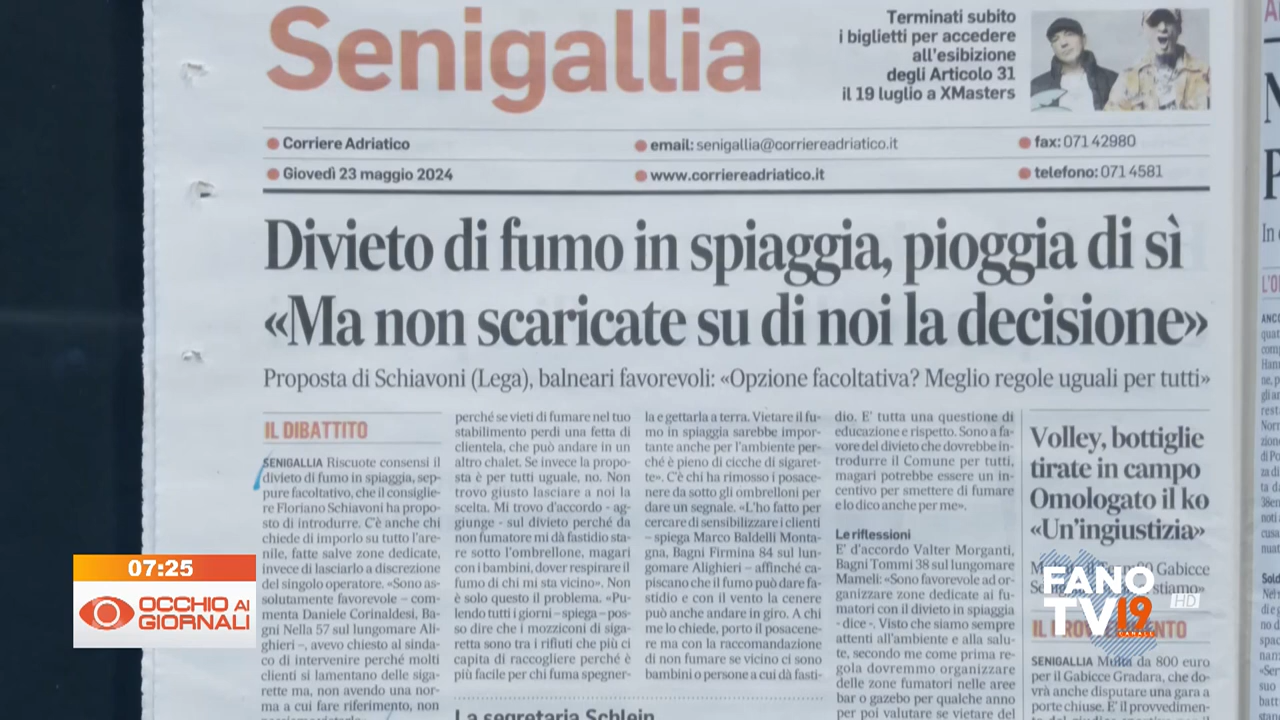 Senigallia
Terminati subito
i biglietti per accedere
all'esibizione
degli Articolo 31
il 19 luglio a XMasters
Corriere Adriatico
email: senigallia@corriereadriatico.it
fax: 071 42980
Giovedì 23 maggio 2024
www.corriereadriatico.it
telefono: 071 4581
Divieto di fumo in spiaggia, pioggia di sì
«Ma non scaricate su di noi la decisione»
Proposta di Schiavoni (Lega), balneari favorevoli: «Opzione facoltativa? Meglio regole uguali per tutti»
IL DIBATTITO
SENIGALLIA Riscuote consensi il
divieto di fumo in spiaggia, sep-
pure facoltativo, che il consiglie-
re Floriano Schiavoni ha propo-
sto di introdurre. C'è anche chi
chiede di imporlo su tutto l'are-
nile, fatte salve zone dedicate,
invece di lasciarlo a discrezione
del singolo operatore. «Sono as-
solutamente favorevole – com-
menta Daniele Cornaldesi, Ba-
gni Nella 57 sul lungomare Ali-
ghieri –, avevo chiesto al sinda-
co di intervenire perché molti
clienti si lamentano delle siga-
rette ma, non avendo una nor-
ma a cui fare riferimento, non
perché se vieti di fumare nel tuo
stabilimento perdi una fetta di
clientela, che può andare in un
altro chalet. Se invece la propo-
sta è per tutti uguale, no. Non
trovo giusto lasciare a noi la
scelta. Mi trovo d'accordo - ag-
giunge - sul divieto perché da
non fumatore mi dà fastidio sta-
re sotto l'ombrellone, magari
con i bambini, dover respirare il
fumo di chi mi sta vicino». Non
è solo questo il problema. «Pu-
lendo tutti i giorni – spiega – pos-
so dire che i mozziconi di siga-
retta sono tra i rifiuti che più ci
capita di raccogliere perché è
più facile per chi fuma spegner-
La segretaria Schlein
la e gettarla a terra. Vietare il fu-
mo in spiaggia sarebbe impor-
tante anche per l'ambiente per-
ché è pieno di cicche di sigaret-
te». C'è chi ha rimosso i posace-
nere da sotto gli ombrelloni per
dare un segnale. «L'ho fatto per
cercare di sensibilizzare i clienti
– spiega Marco Baldelli Monta-
gna, Bagni Firmina 84 sul lun-
gomare Alighieri – affinché ca-
piscano che il fumo può dare fa-
stidio e con il vento la cenere
può anche andare in giro. A chi
me lo chiede, porto il posacene-
re ma con la raccomandazione
di non fumare se vicino ci sono
bambini o persone a cui dà fasti-
dio. E' tutta una questione di
educazione e rispetto. Sono a fa-
vore del divieto che dovrebbe in-
trodurre il Comune per tutti,
magari potrebbe essere un in-
centivo per smettere di fumare
e lo dico anche per me».
Le riflessioni
E' d'accordo Valter Morganti,
Bagni Tommi 38 sul lungomare
Mameli: «Sono favorevole ad or-
ganizzare zone dedicate ai fu-
matori con il divieto in spiaggia
- dice -. Visto che siamo sempre
attenti all'ambiente e alla salu-
te, secondo me come prima re-
gola dovremmo organizzare
delle zone fumatori nelle aree
bar o gazebo per qualche anno
per poi valutare se vietare del
Volley, bottiglie
tirate in campo
Omologato il ko
«Un'ingiustizia»
Gabicce
stiamo»
SENIGALLIA Multa da 800 euro
per il Gabicce Gradara, che do-
vrà anche disputare una gara a
porte chiuse. E' il provvedimen-
07:25
OCCHIO AI
GIORNALI
FANO
TV 19 HD
CANALE